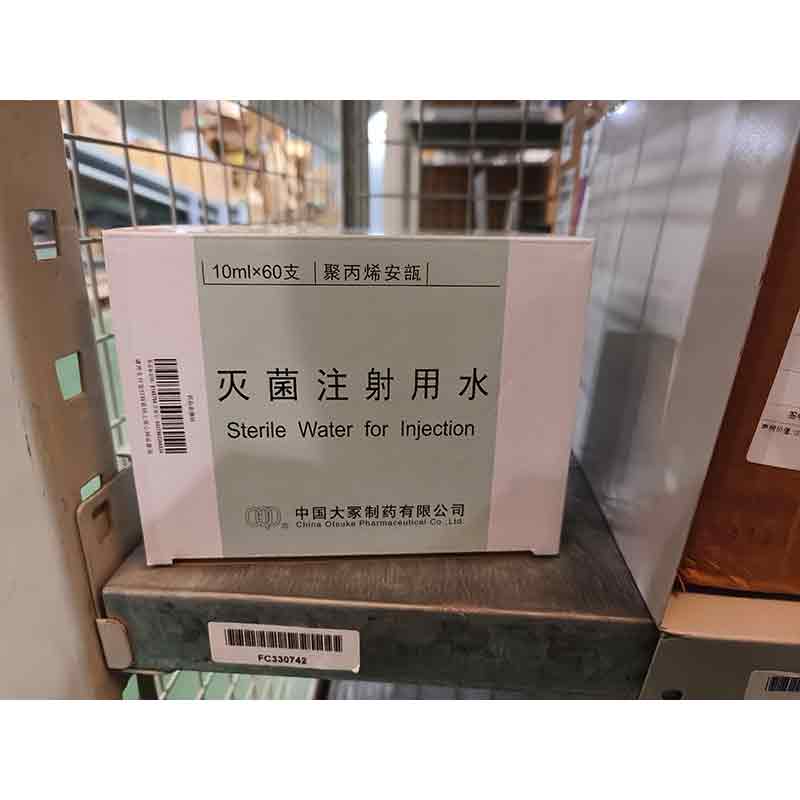 10ml×60支 聚丙烯安瓿
灭菌注射用水
Sterile Water for Injection
中国大冢制药有限公司
China Otsuka Pharmaceutical Co.,Ltd.
FC330742